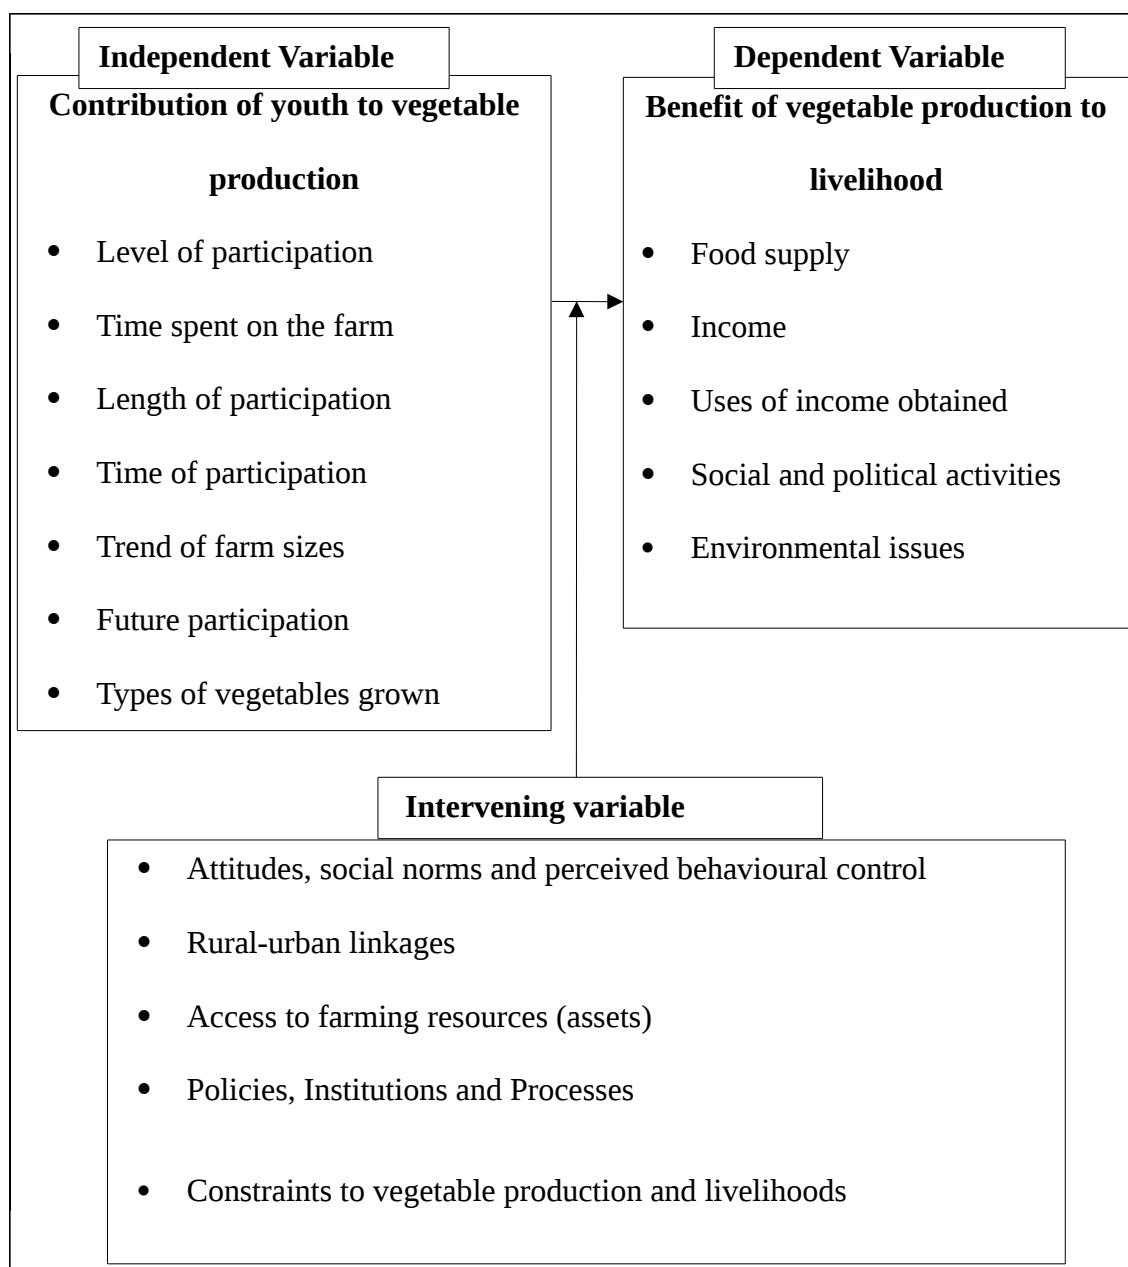 Independent Variable
Contribution of youth to vegetable
production
• Level of participation
• Time spent on the farm
• Length of participation
• Time of participation
• Trend of farm sizes
• Future participation
• Types of vegetables grown
Dependent Variable
Benefit of vegetable production to
livelihood
• Food supply
• Income
• Uses of income obtained
• Social and political activities
• Environmental issues
Intervening variable
• Attitudes, social norms and perceived behavioural control
• Rural-urban linkages
• Access to farming resources (assets)
• Policies, Institutions and Processes
• Constraints to vegetable production and livelihoods